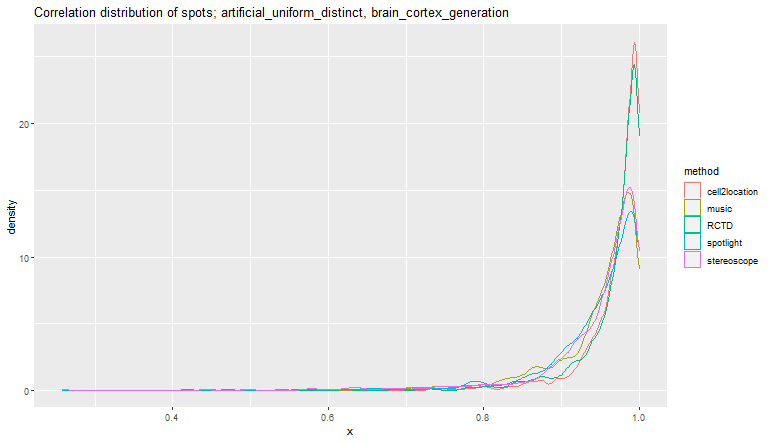 Correlation distribution of spots; artificial_uniform_distinct, brain_cortex_generation
density
20
10
0
0.4
0.6
0.8
1.0
x
method
cell2location
music
RCTD
spotlight
stereoscope